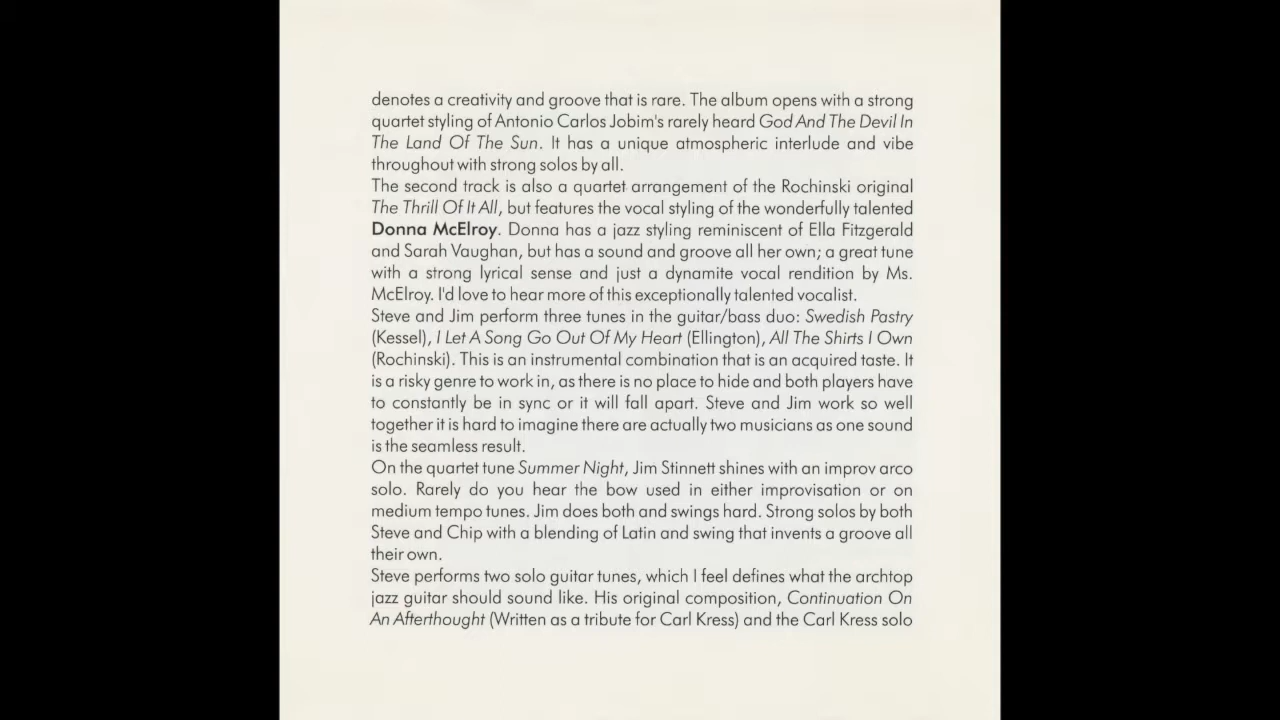 denotes a creativity and groove that is rare. The album opens with a strong
quartet styling of Antonio Carlos Jobim's rarely heard God And The Devil In
The Land Of The Sun. It has a unique atmospheric interlude and vibe
throughout with strong solos by all.
The second track is also a quartet arrangement of the Rochinski original
The Thrill Of It All, but features the vocal styling of the wonderfully talented
Donna McElroy. Donna has a jazz styling reminiscent of Ella Fitzgerald
and Sarah Vaughan, but has a sound and groove all her own; a great tune
with a strong lyrical sense and just a dynamite vocal rendition by Ms.
McElroy. I'd love to hear more of this exceptionally talented vocalist.
Steve and Jim perform three tunes in the guitar/bass duo: Swedish Pastry
(Kessel), I Let A Song Go Out Of My Heart (Ellington), All The Shirts I Own
(Rochinski). This is an instrumental combination that is an acquired taste. It
is a risky genre to work in, as there is no place to hide and both players have
to constantly be in sync or it will fall apart. Steve and Jim work so well
together it is hard to imagine there are actually two musicians as one sound
is the seamless result.
On the quartet tune Summer Night, Jim Stinnett shines with an improv arco
solo. Rarely do you hear the bow used in either improvisation or on
medium tempo tunes. Jim does both and swings hard. Strong solos by both
Steve and Chip with a blending of Latin and swing that invents a groove all
their own.
Steve performs two solo guitar tunes, which I feel defines what the archtop
jazz guitar should sound like. His original composition, Continuation On
An Afterthought (Written as a tribute for Carl Kress) and the Carl Kress solo